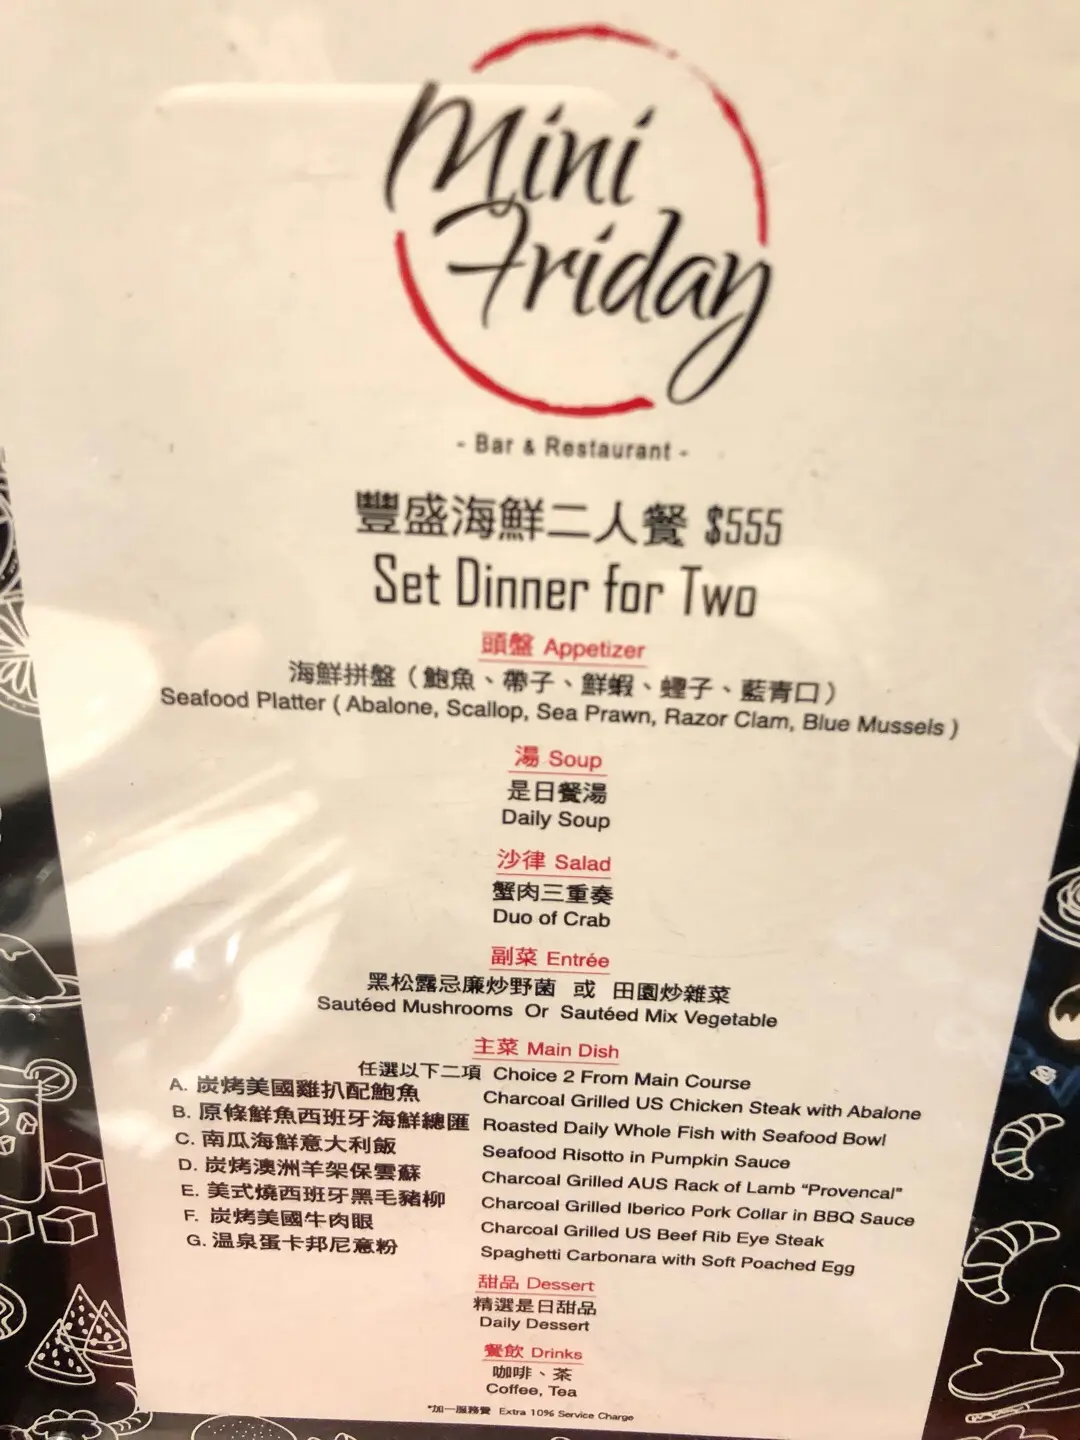 Mini
Friday
- Bar & Restaurant -
豐盛海鮮二人餐 $555
Set Dinner for Two
頭盤 Appetizer
海鮮拼盤（鮑魚、帶子、鮮蝦、蟶子、藍青口）
Seafood Platter ( Abalone, Scallop, Sea Prawn, Razor Clam, Blue Mussels )
湯 Soup
是日餐湯
Daily Soup
沙律 Salad
蟹肉三重奏
Duo of Crab
副菜 Entrée
黑松露忌廉炒野菌 或 田園炒雜菜
Sautéed Mushrooms Or Sautéed Mix Vegetable
主菜 Main Dish
任選以下二項 Choice 2 From Main Course
A. 炭烤美國雞扒配鮑魚 Charcoal Grilled US Chicken Steak with Abalone
B. 原條鮮魚西班牙海鮮總匯 Roasted Daily Whole Fish with Seafood Bowl
C. 南瓜海鮮意大利飯 Seafood Risotto in Pumpkin Sauce
D. 炭烤澳洲羊架保雲蘇 Charcoal Grilled AUS Rack of Lamb “Provencal”
E. 美式燒西班牙黑毛豬柳 Charcoal Grilled Iberico Pork Collar in BBQ Sauce
F. 炭烤美國牛肉眼 Charcoal Grilled US Beef Rib Eye Steak
G. 溫泉蛋卡邦尼意粉 Spaghetti Carbonara with Soft Poached Egg
甜品 Dessert
精選是日甜品
Daily Dessert
餐飲 Drinks
咖啡、茶
Coffee, Tea
*加一服務費 Extra 10% Service Charge